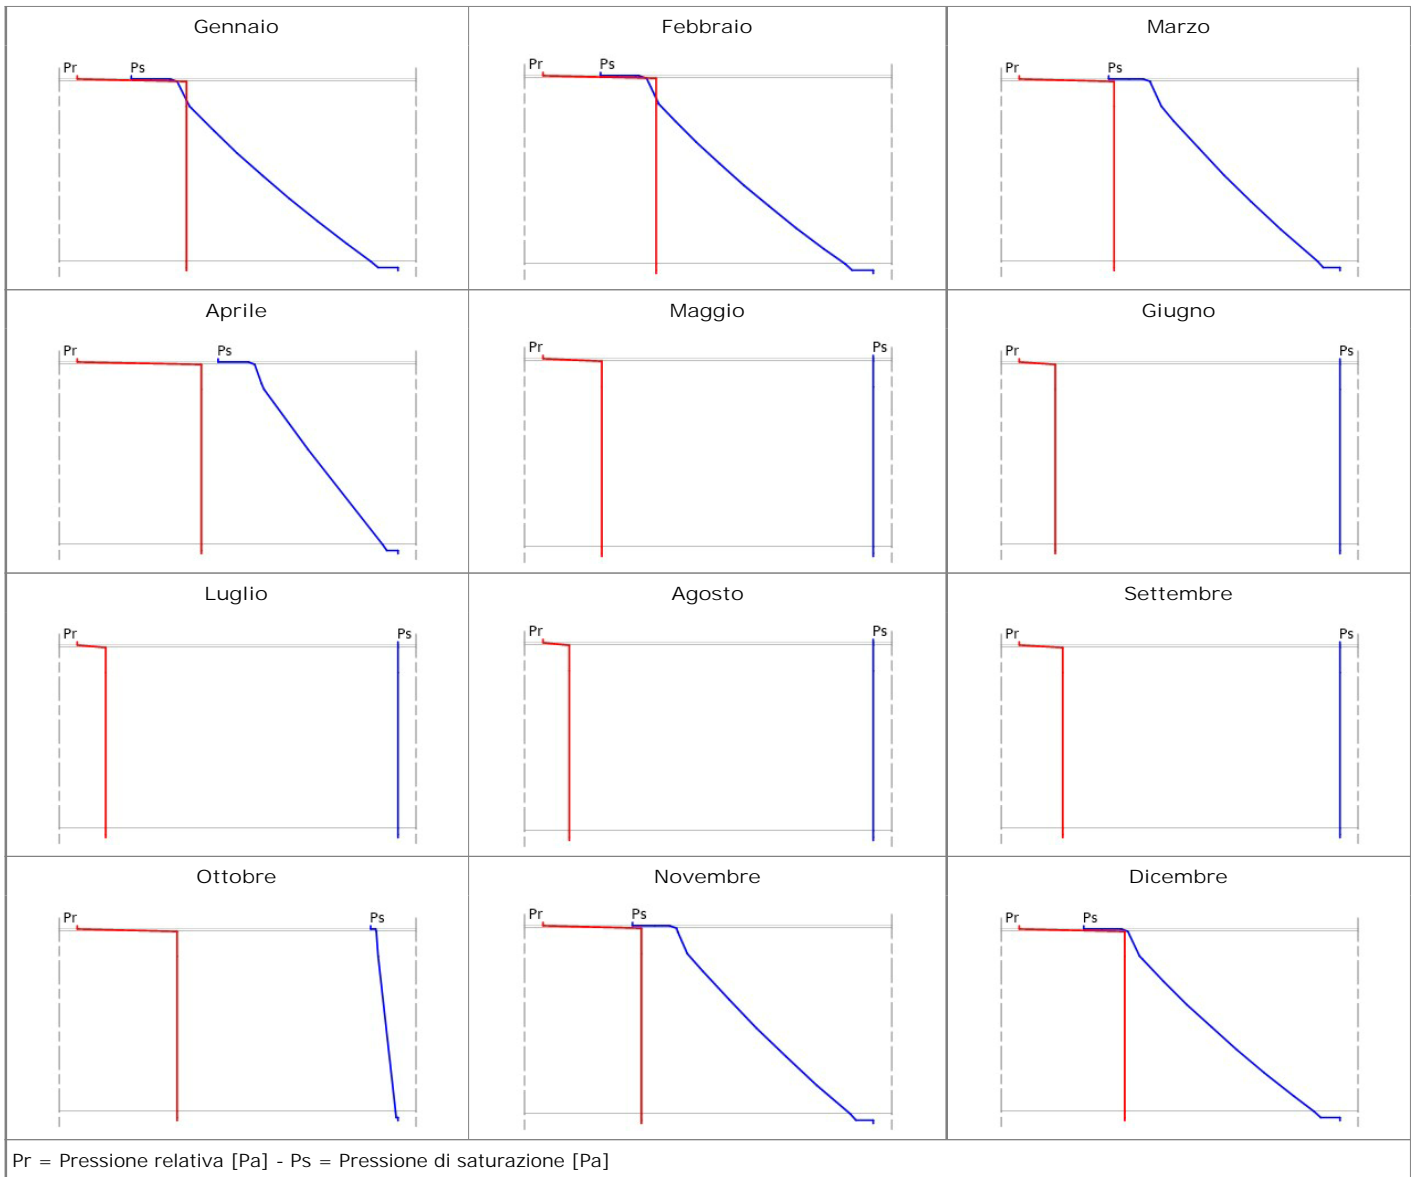 Gennaio
Febbraio
Marzo
Pr Ps
Pr Ps
Pr Ps
Aprile
Maggio
Giugno
Pr Ps
Pr Ps
Pr Ps
Luglio
Agosto
Settembre
Pr Ps
Pr Ps
Pr Ps
Ottobre
Novembre
Dicembre
Pr Ps
Pr Ps
Pr Ps
Pr = Pressione relativa [Pa] - Ps = Pressione di saturazione [Pa]